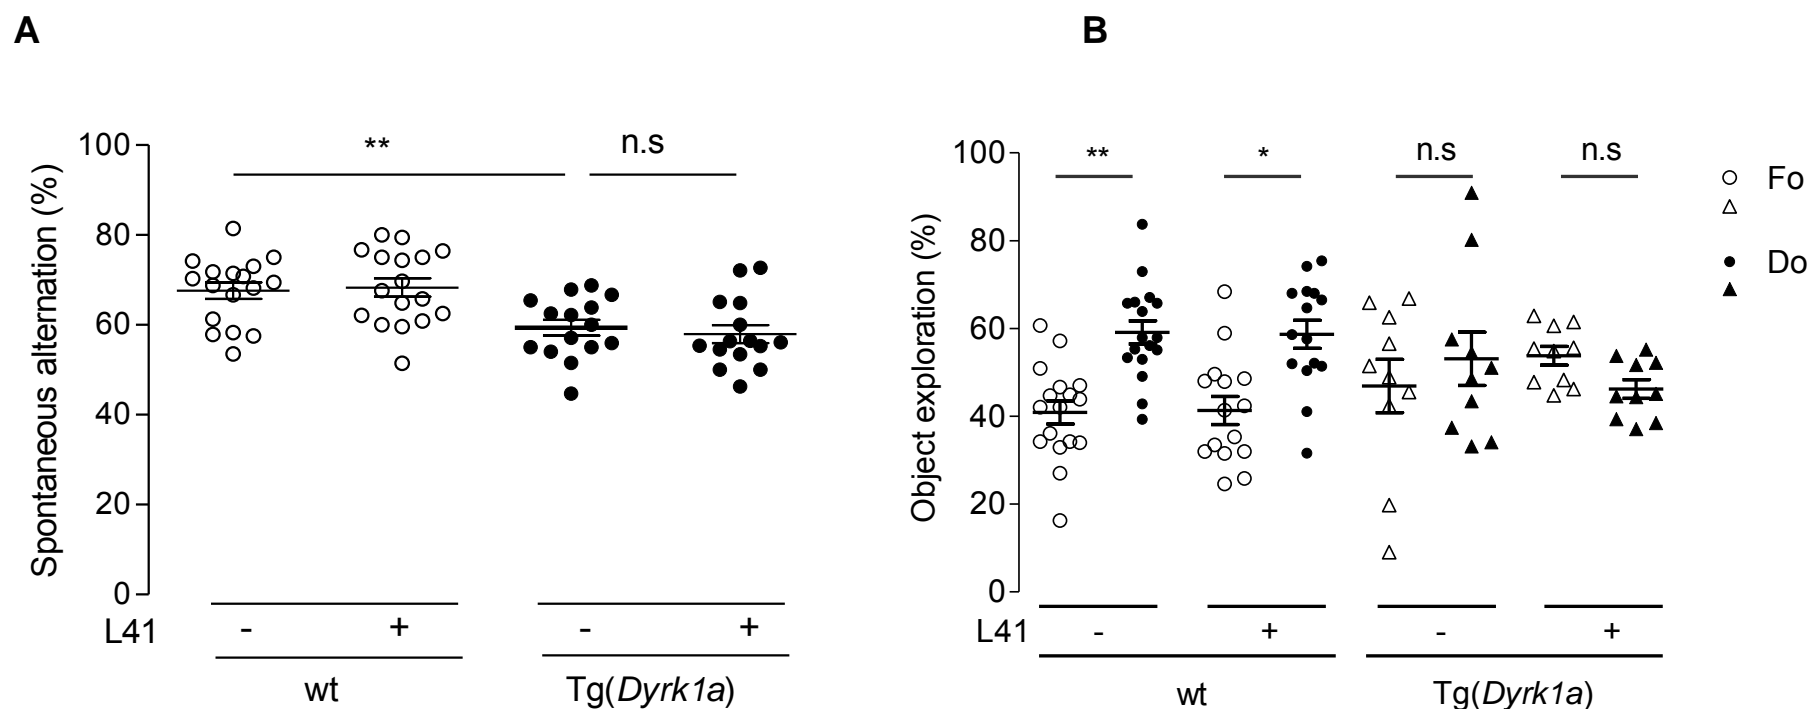 A
B
Spontaneous alternation (%)
100
80
60
40
20
0
** n.s
L41 - + - +
wt Tg(Dyrk1a)
Object exploration (%)
100
80
60
40
20
0
** * n.s n.s
L41 - + - +
wt Tg(Dyrk1a)
Fo
Do